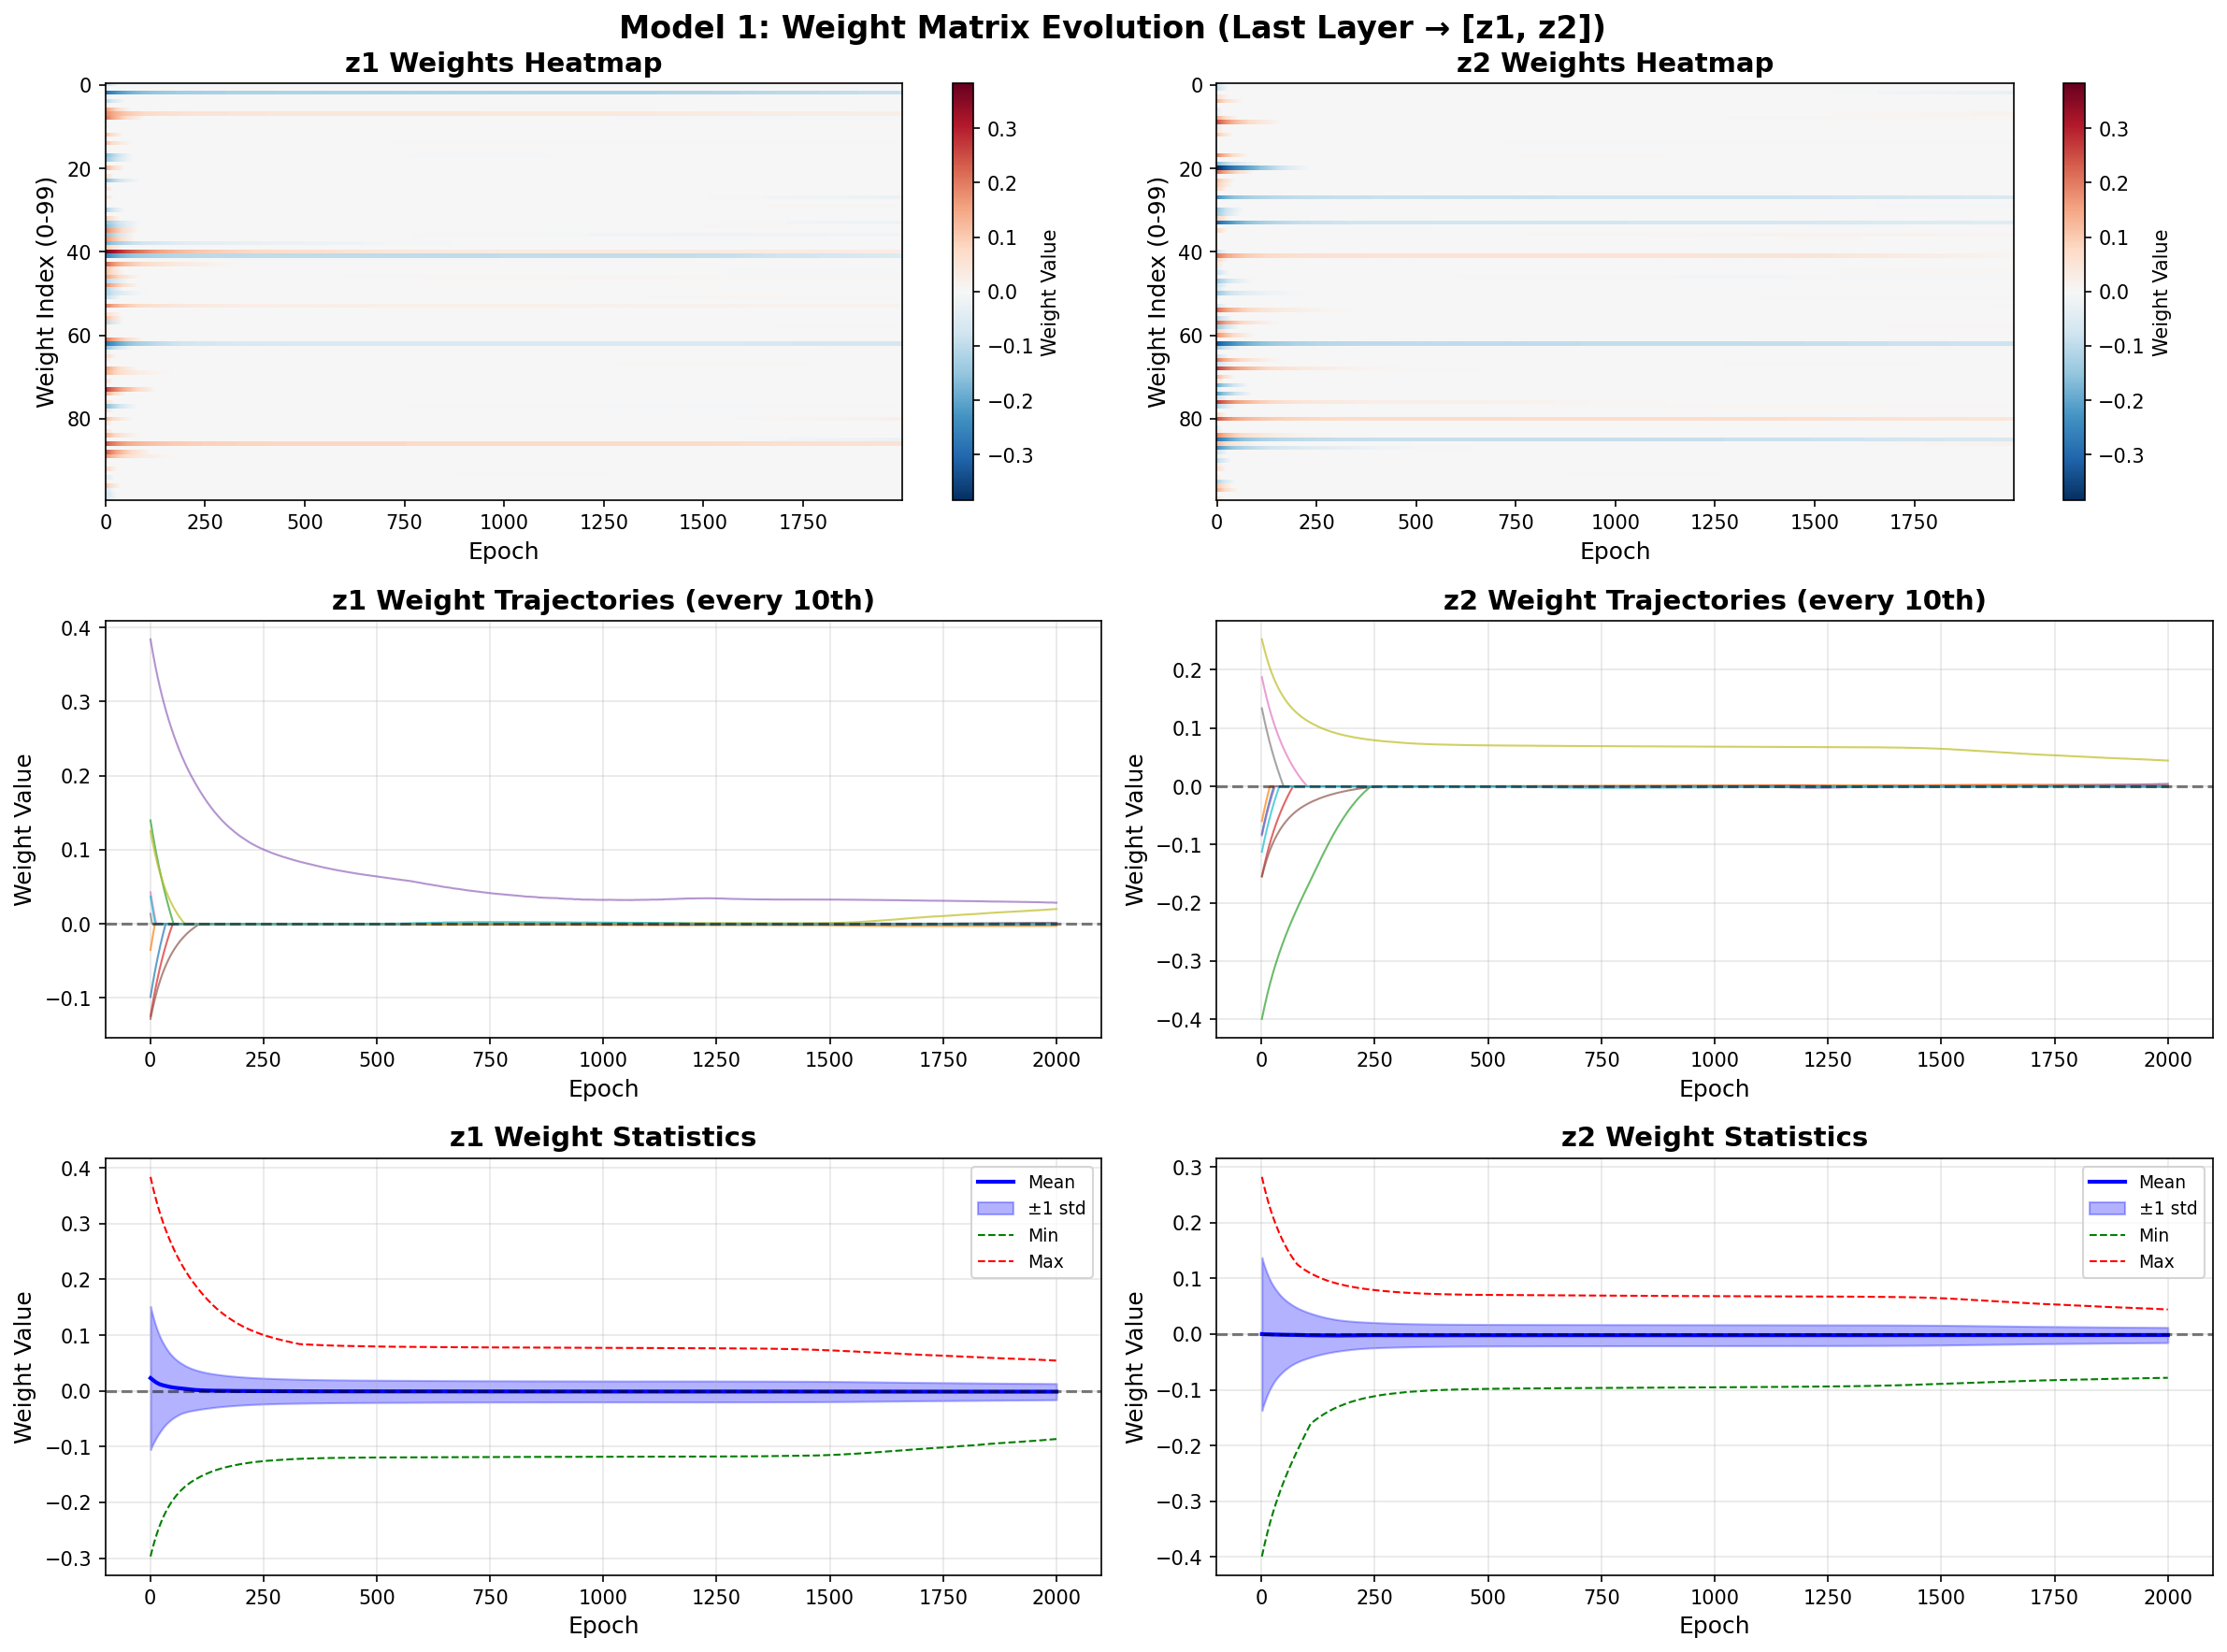 Model 1: Weight Matrix Evolution (Last Layer → [z1, z2])
z1 Weights Heatmap
Weight Index (0-99)
0
20
40
60
80
0 250 500 750 1000 1250 1500 1750
Epoch
0.3
0.2
0.1
0.0
−0.1
−0.2
−0.3
Weight Value
z2 Weights Heatmap
Weight Index (0-99)
0
20
40
60
80
0 250 500 750 1000 1250 1500 1750
Epoch
0.3
0.2
0.1
0.0
−0.1
−0.2
−0.3
Weight Value
z1 Weight Trajectories (every 10th)
Weight Value
0.4
0.3
0.2
0.1
0.0
−0.1
0 250 500 750 1000 1250 1500 1750 2000
Epoch
z2 Weight Trajectories (every 10th)
Weight Value
0.2
0.1
0.0
−0.1
−0.2
−0.3
−0.4
0 250 500 750 1000 1250 1500 1750 2000
Epoch
z1 Weight Statistics
Weight Value
0.4
0.3
0.2
0.1
0.0
−0.1
−0.2
−0.3
Mean
±1 std
Min
Max
0 250 500 750 1000 1250 1500 1750 2000
Epoch
z2 Weight Statistics
Weight Value
0.3
0.2
0.1
0.0
−0.1
−0.2
−0.3
−0.4
Mean
±1 std
Min
Max
0 250 500 750 1000 1250 1500 1750 2000
Epoch